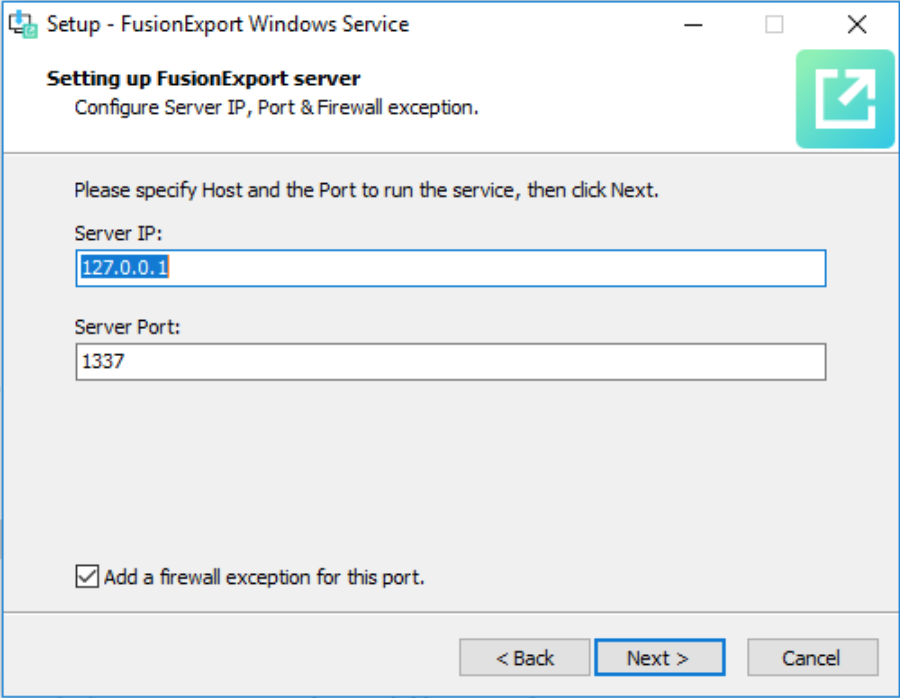 Setup - FusionExport Windows Service
Setting up FusionExport server
Configure Server IP, Port & Firewall exception.
Please specify Host and the Port to run the service, then click Next.
Server IP:
127.0.0.1
Server Port:
1337
Add a firewall exception for this port.
< Back
Next >
Cancel